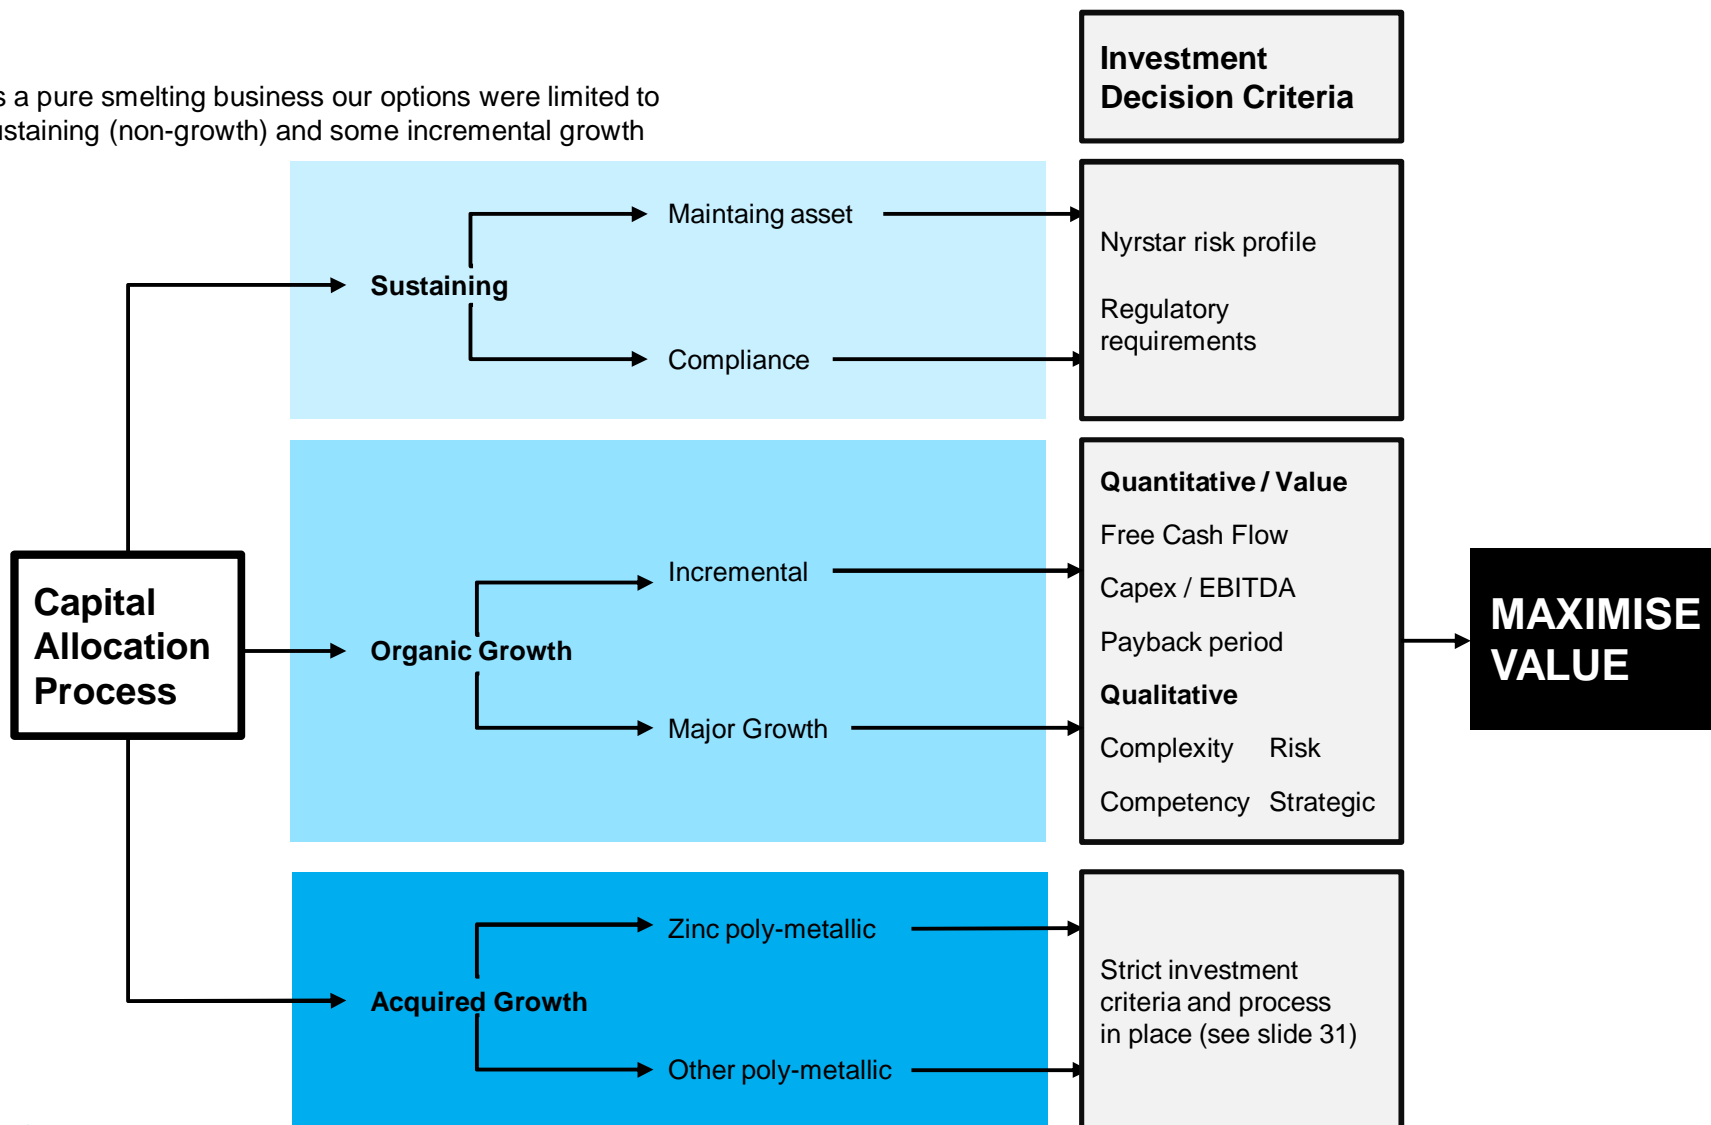 s a pure smelting business our options were limited to
ustaining (non-growth) and some incremental growth
Investment
Decision Criteria
Sustaining
Maintaing asset
Compliance
Nyrstar risk profile
Regulatory
requirements
Capital
Allocation
Process
Organic Growth
Incremental
Major Growth
Quantitative / Value
Free Cash Flow
Capex / EBITDA
Payback period
Qualitative
Complexity Risk
Competency Strategic
MAXIMISE
VALUE
Acquired Growth
Zinc poly-metallic
Other poly-metallic
Strict investment
criteria and process
in place (see slide 31)